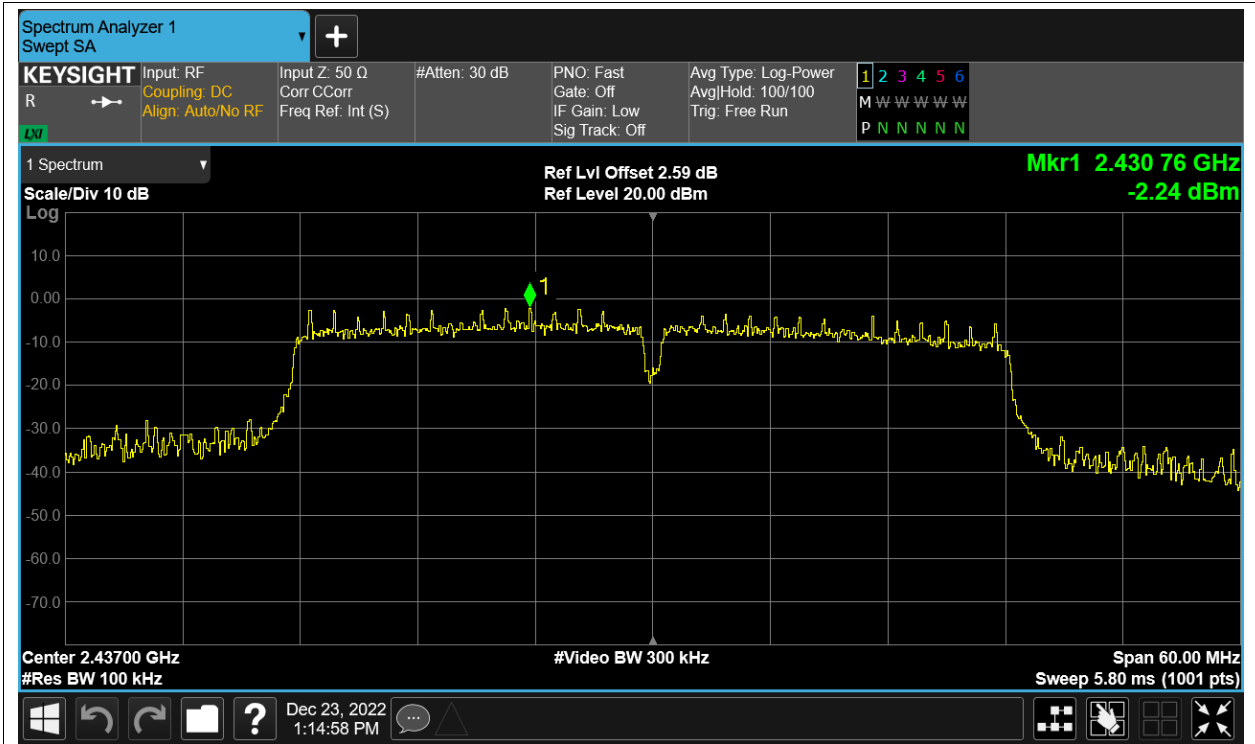 Spectrum Analyzer 1
Swept SA
KEYSIGHT
R
LXI
Input: RF
Coupling: DC
Align: Auto/No RF
Input Z: 50 Ω
Corr CCorr
Freq Ref: Int (S)
#Atten: 30 dB
PNO: Fast
Gate: Off
IF Gain: Low
Sig Track: Off
Avg Type: Log-Power
Avg|Hold: 100/100
Trig: Free Run
1 2 3 4 5 6
M W W W W W
P N N N N N
1 Spectrum
Scale/Div 10 dB
Log
Ref Lvl Offset 2.59 dB
Ref Level 20.00 dBm
Mkr1 2.430 76 GHz
-2.24 dBm
10.0
0.00
-10.0
-20.0
-30.0
-40.0
-50.0
-60.0
-70.0
1
Center 2.43700 GHz
#Res BW 100 kHz
#Video BW 300 kHz
Span 60.00 MHz
Sweep 5.80 ms (1001 pts)
?
Dec 23, 2022
1:14:58 PM